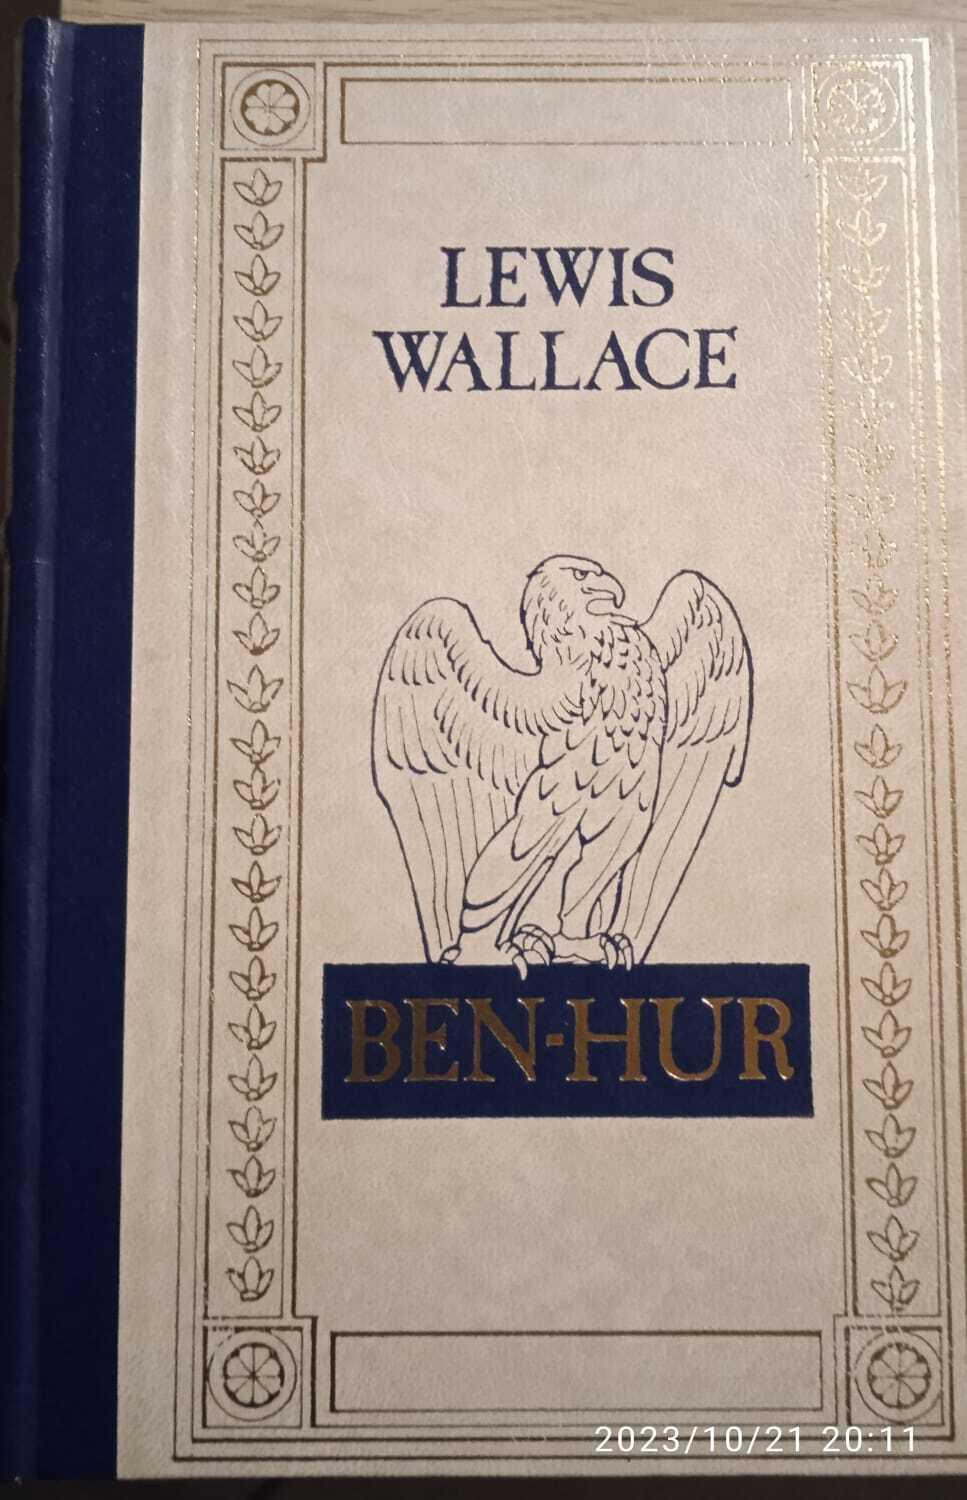 LEWIS
WALLACE
BEN-HUR
2023/10/21 20:11